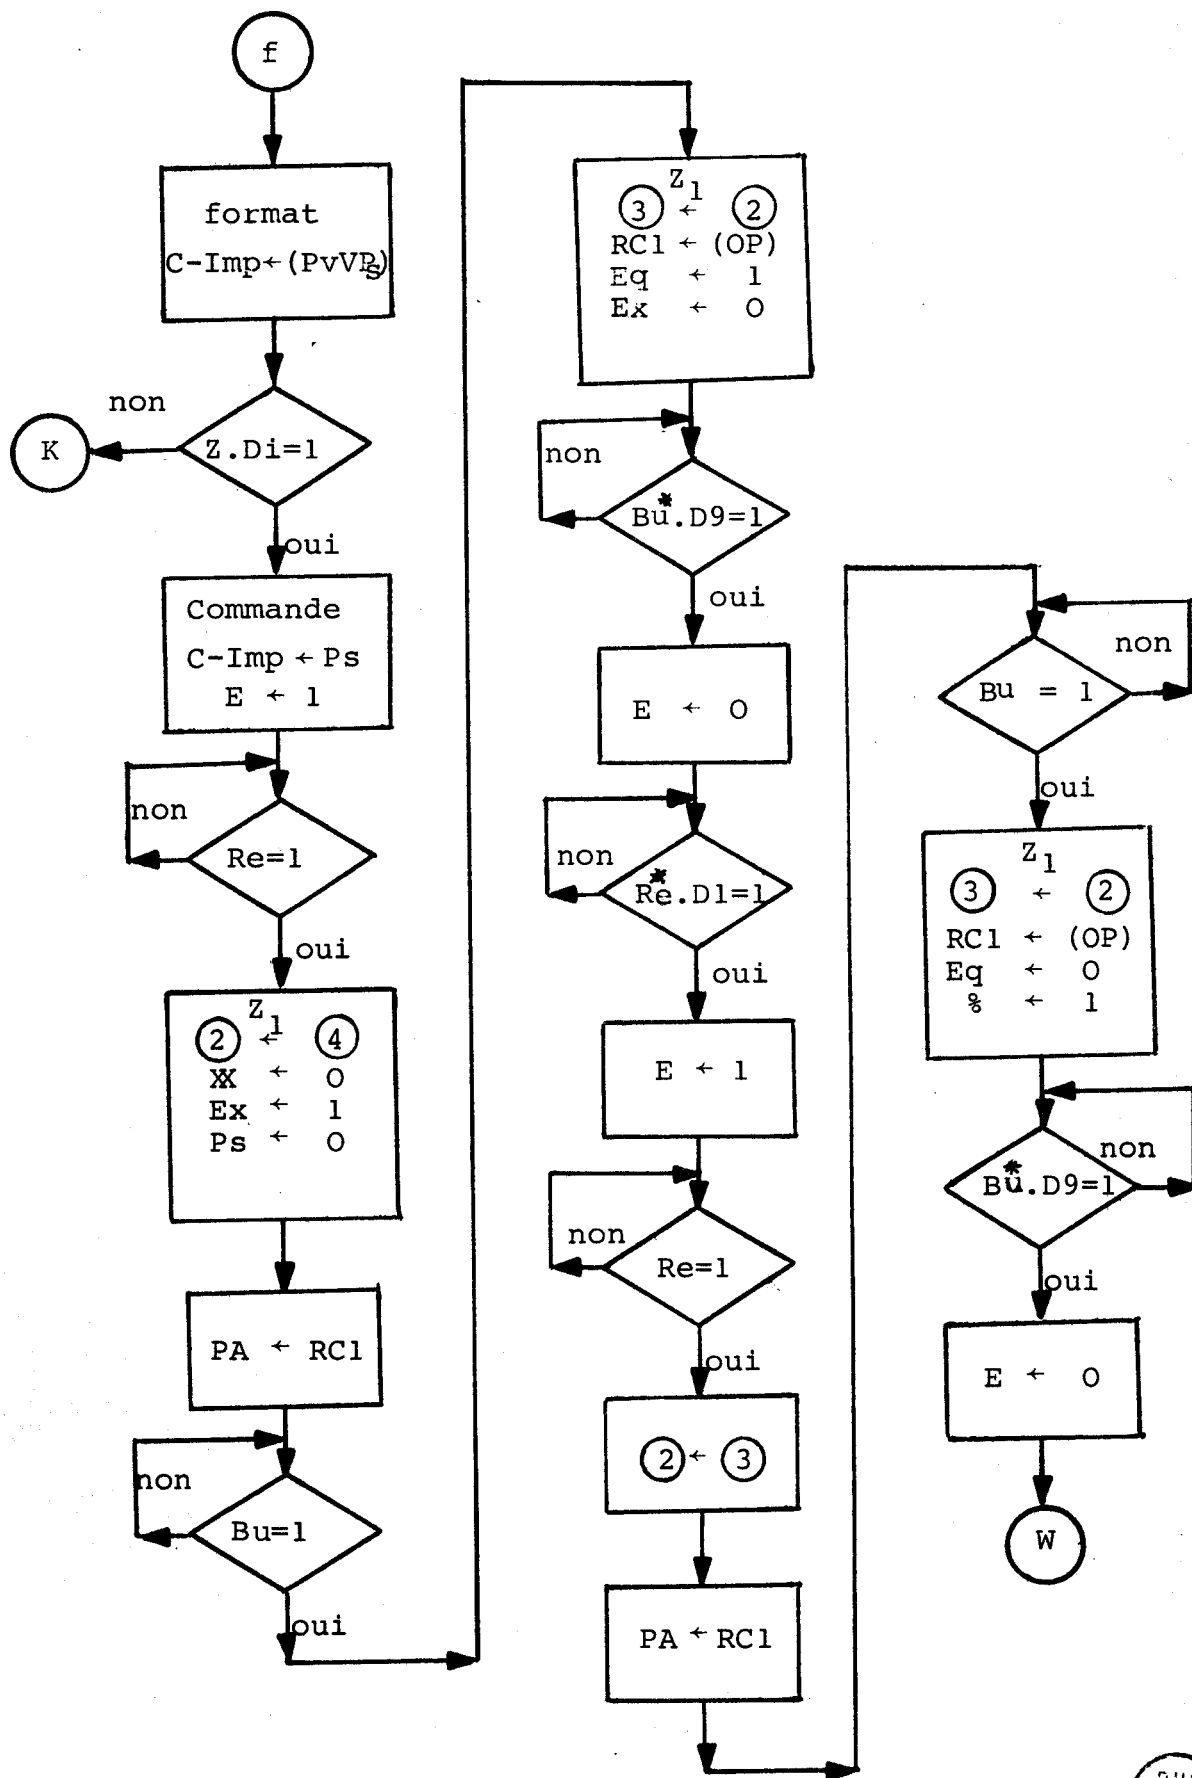 f
format
C-Imp←(PvVPs)
non
K
Z.Di=1
oui
Commande
C-Imp ← Ps
E ← 1
non
Re=1
oui
Z1
2 ← 4
XX ← 0
Ex ← 1
Ps ← 0
PA ← RC1
non
Bu=1
oui
Z1
3 ← 2
RC1 ← (OP)
Eq ← 1
Ex ← 0
non
Bu*.D9=1
oui
E ← 0
non
Re*.D1=1
oui
E ← 1
non
Re=1
oui
2 ← 3
PA ← RC1
non
Bu = 1
oui
Z1
3 ← 2
RC1 ← (OP)
Eq ← 0
% ← 1
non
Bu*.D9=1
oui
E ← 0
W